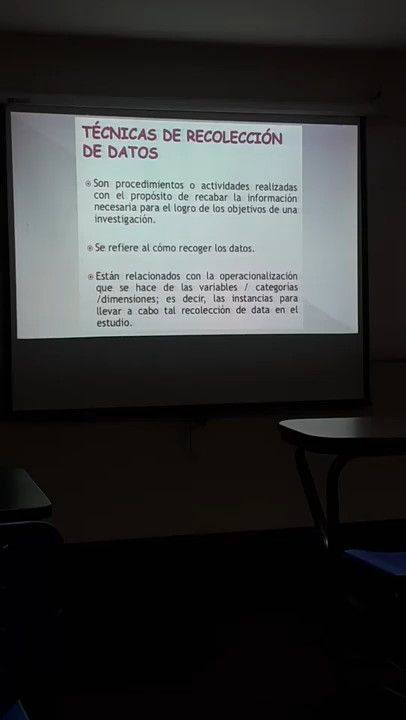 TÉCNICAS DE RECOLECCIÓN
DE DATOS
Son procedimientos o actividades realizadas
con el propósito de recabar la información
necesaria para el logro de los objetivos de una
investigación.
Se refiere al cómo recoger los datos.
Están relacionados con la operacionalización
que se hace de las variables / categorías
/dimensiones; es decir, las instancias para
llevar a cabo tal recolección de data en el
estudio.